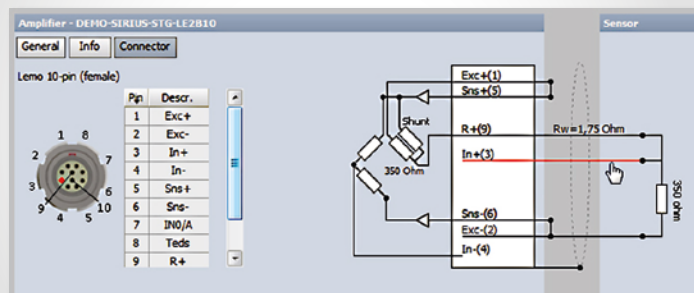 Amplifier - DEMO-SIRIUS-STG-LE2B10
Sensor
General Info Connector
Lemo 10-pin (female)
Pin Descr.
1 Exc+
2 Exc-
3 In+
4 In-
5 Sns+
6 Sns-
7 IN0/A
8 Teds
9 R+
1 8
2 7
3 6
9 10
4 5
Exc+(1)
Sns+(5)
Shunt
R+(9)
Rw=1,75 Ohm
In+(3)
350 Ohm
350 ohm
Sns-(6)
Exc-(2)
In-(4)